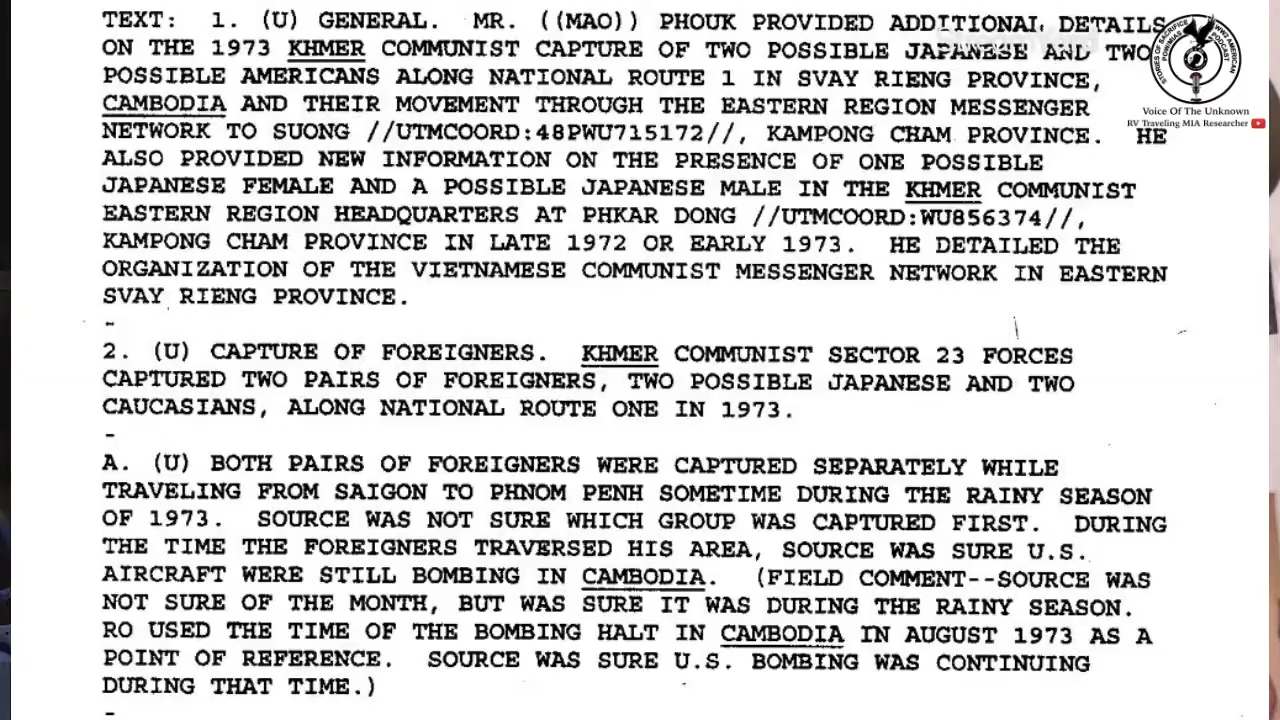 TEXT: 1. (U) GENERAL. MR. ((MAO)) PHOUK PROVIDED ADDITIONAL DETAILS
ON THE 1973 KHMER COMMUNIST CAPTURE OF TWO POSSIBLE JAPANESE AND TWO
POSSIBLE AMERICANS ALONG NATIONAL ROUTE 1 IN SVAY RIENG PROVINCE,
CAMBODIA AND THEIR MOVEMENT THROUGH THE EASTERN REGION MESSENGER
NETWORK TO SUONG //UTMCOORD:48PWU715172//, KAMPONG CHAM PROVINCE. HE
ALSO PROVIDED NEW INFORMATION ON THE PRESENCE OF ONE POSSIBLE
JAPANESE FEMALE AND A POSSIBLE JAPANESE MALE IN THE KHMER COMMUNIST
EASTERN REGION HEADQUARTERS AT PHKAR DONG //UTMCOORD:WU856374//,
KAMPONG CHAM PROVINCE IN LATE 1972 OR EARLY 1973. HE DETAILED THE
ORGANIZATION OF THE VIETNAMESE COMMUNIST MESSENGER NETWORK IN EASTERN
SVAY RIENG PROVINCE.
-
2. (U) CAPTURE OF FOREIGNERS. KHMER COMMUNIST SECTOR 23 FORCES
CAPTURED TWO PAIRS OF FOREIGNERS, TWO POSSIBLE JAPANESE AND TWO
CAUCASIANS, ALONG NATIONAL ROUTE ONE IN 1973.
-
A. (U) BOTH PAIRS OF FOREIGNERS WERE CAPTURED SEPARATELY WHILE
TRAVELING FROM SAIGON TO PHNOM PENH SOMETIME DURING THE RAINY SEASON
OF 1973. SOURCE WAS NOT SURE WHICH GROUP WAS CAPTURED FIRST. DURING
THE TIME THE FOREIGNERS TRAVERSED HIS AREA, SOURCE WAS SURE U.S.
AIRCRAFT WERE STILL BOMBING IN CAMBODIA. (FIELD COMMENT--SOURCE WAS
NOT SURE OF THE MONTH, BUT WAS SURE IT WAS DURING THE RAINY SEASON.
RO USED THE TIME OF THE BOMBING HALT IN CAMBODIA IN AUGUST 1973 AS A
POINT OF REFERENCE. SOURCE WAS SURE U.S. BOMBING WAS CONTINUING
DURING THAT TIME.)
-
STORIES OF SACRIFICE
Voice Of The Unknown
RV Traveling MIA Researcher